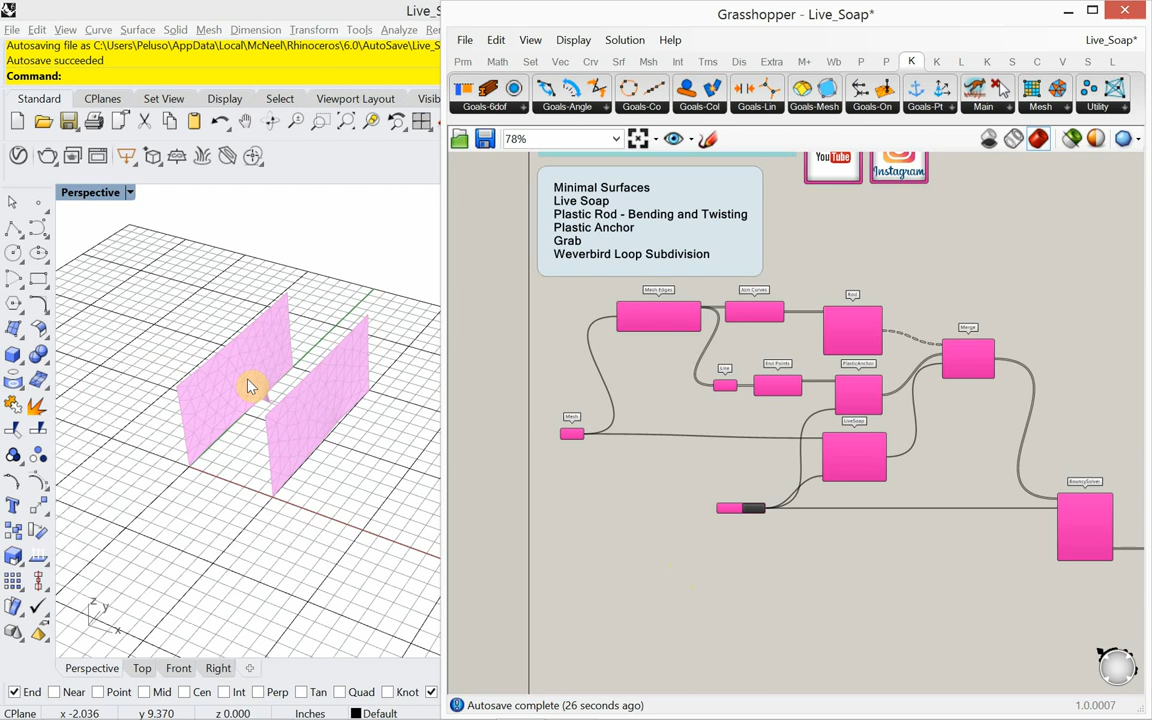 Live_S
Grasshopper - Live_Soap*
File Edit View Curve Surface Solid Mesh Dimension Transform Tools Analyze Render
Autosaving file as C:\Users\Peluso\AppData\Local\McNeel\Rhinoceros\6.0\AutoSave\Live_S
Autosave succeeded
Command:
File Edit View Display Solution Help
Live_Soap*
Prm Math Set Vec Crv Srf Msh Int Trns Dis Extra M+ Wb P P K K L K S C V S L
Standard CPlanes Set View Display Select Viewport Layout Visib
Goals-6dof Goals-Angle Goals-Co Goals-Col Goals-Lin Goals-Mesh Goals-On Goals-Pt Main Mesh Utility
78%
You Tube
Instagram
Perspective
Minimal Surfaces
Live Soap
Plastic Rod - Bending and Twisting
Plastic Anchor
Grab
Weverbird Loop Subdivision
Mesh Edges
Join Curves
Rod
Merge
Line
End Points
PlasticAnchor
Mesh
LiveSoap
BouncySolver
z y
x
Perspective Top Front Right
End Near Point Mid Cen Int Perp Tan Quad Knot
CPlane x -2.036 y 9.370 z 0.000 Inches Default
Autosave complete (26 seconds ago)
1.0.0007